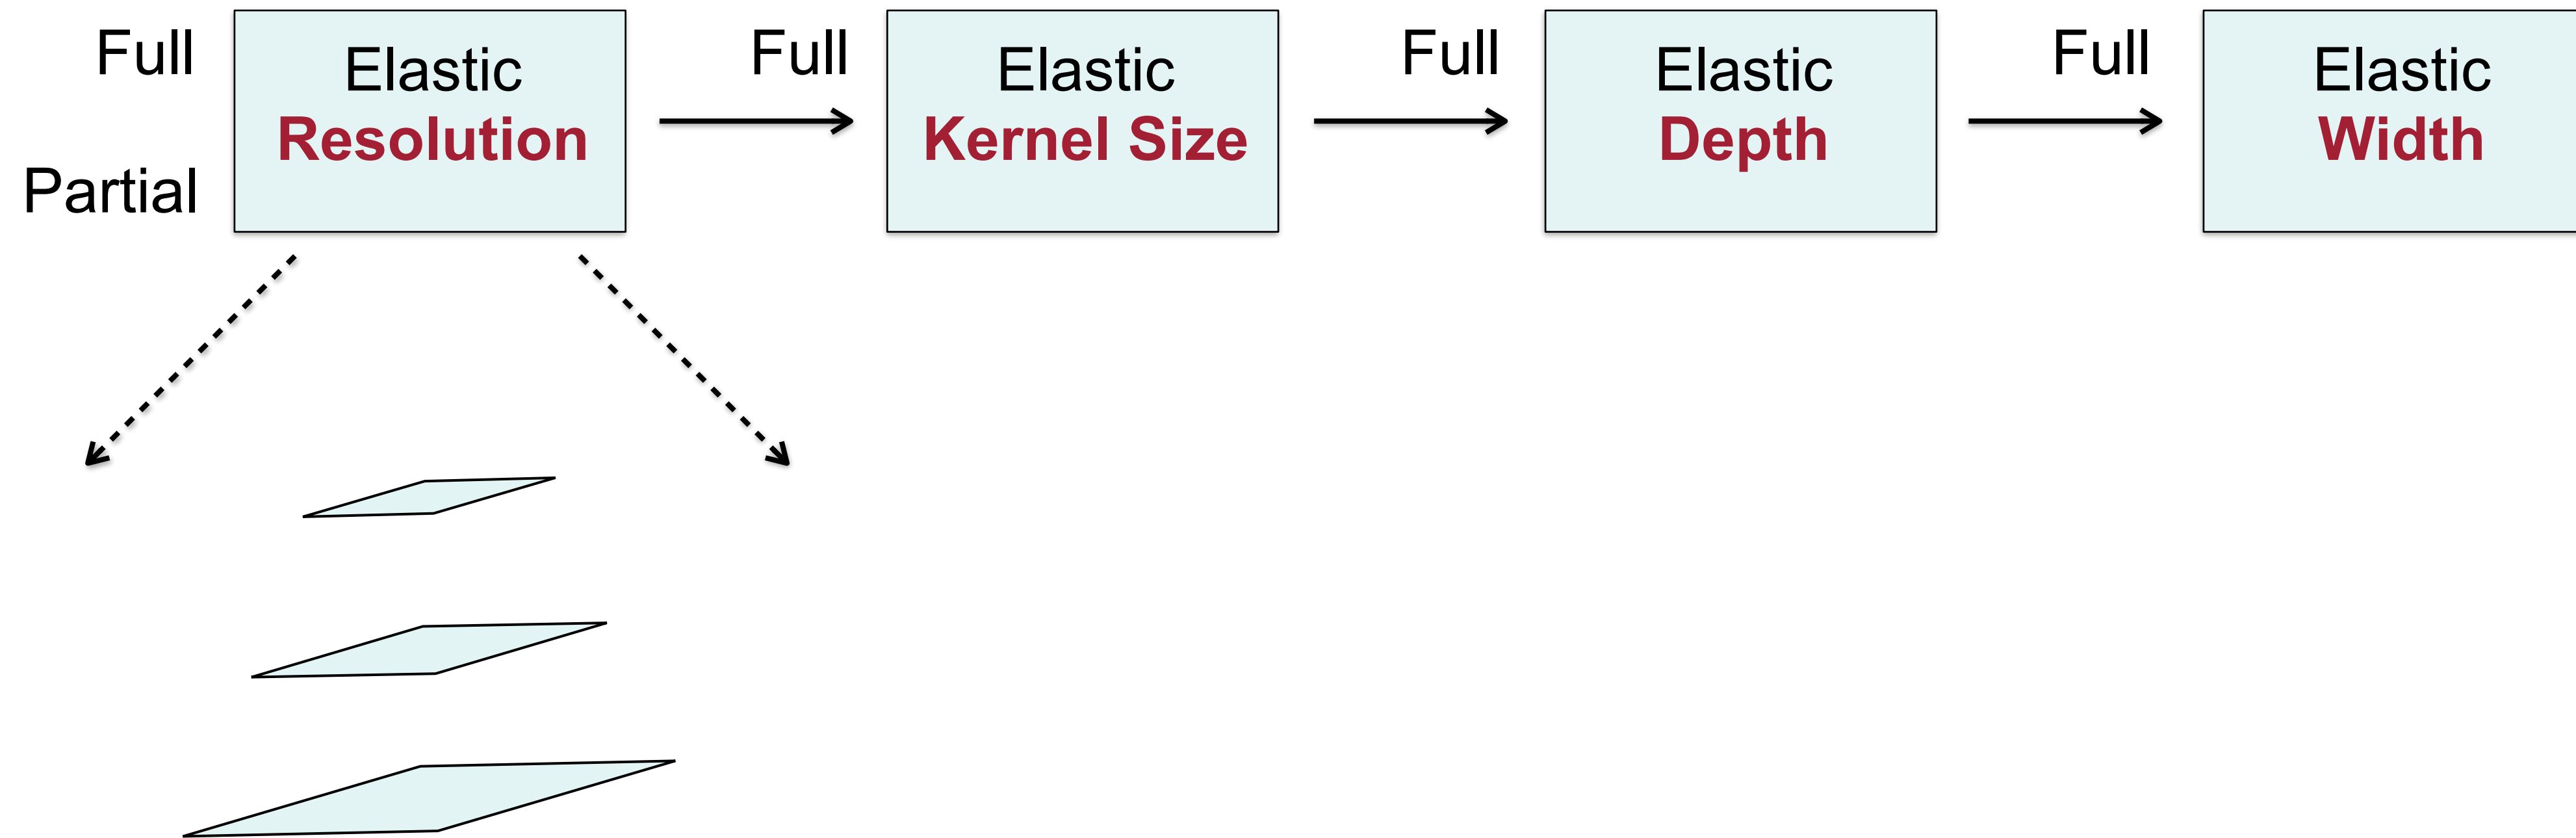 Full
Partial
Elastic
Resolution
Full
Elastic
Kernel Size
Full
Elastic
Depth
Full
Elastic
Width